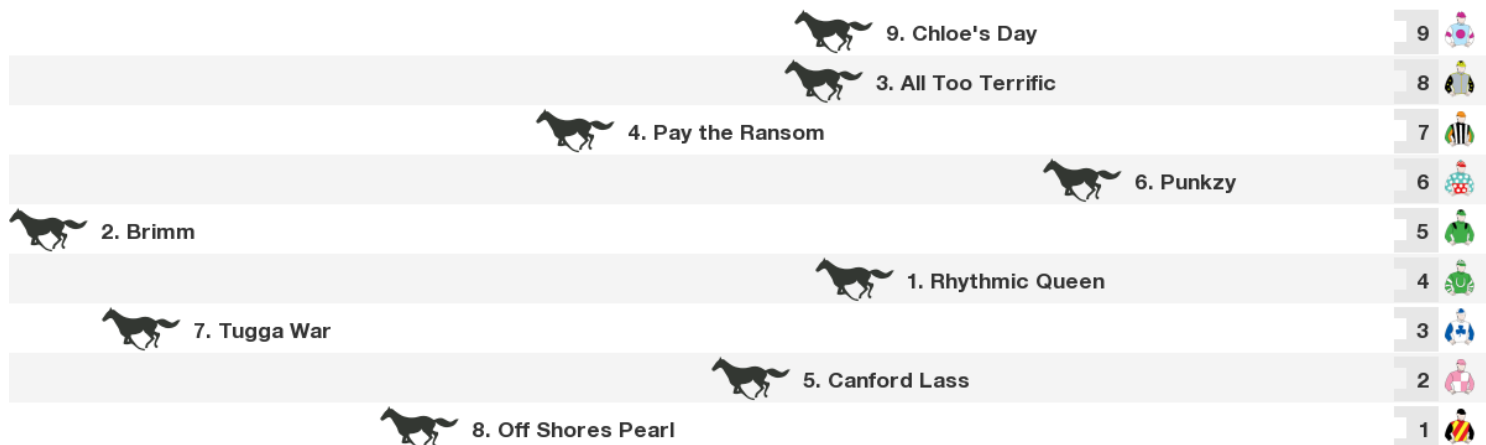 9. Chloe's Day 9
3. All Too Terrific 8
4. Pay the Ransom 7
6. Punkzy 6
2. Brimm 5
1. Rhythmic Queen 4
7. Tugga War 3
5. Canford Lass 2
8. Off Shores Pearl 1